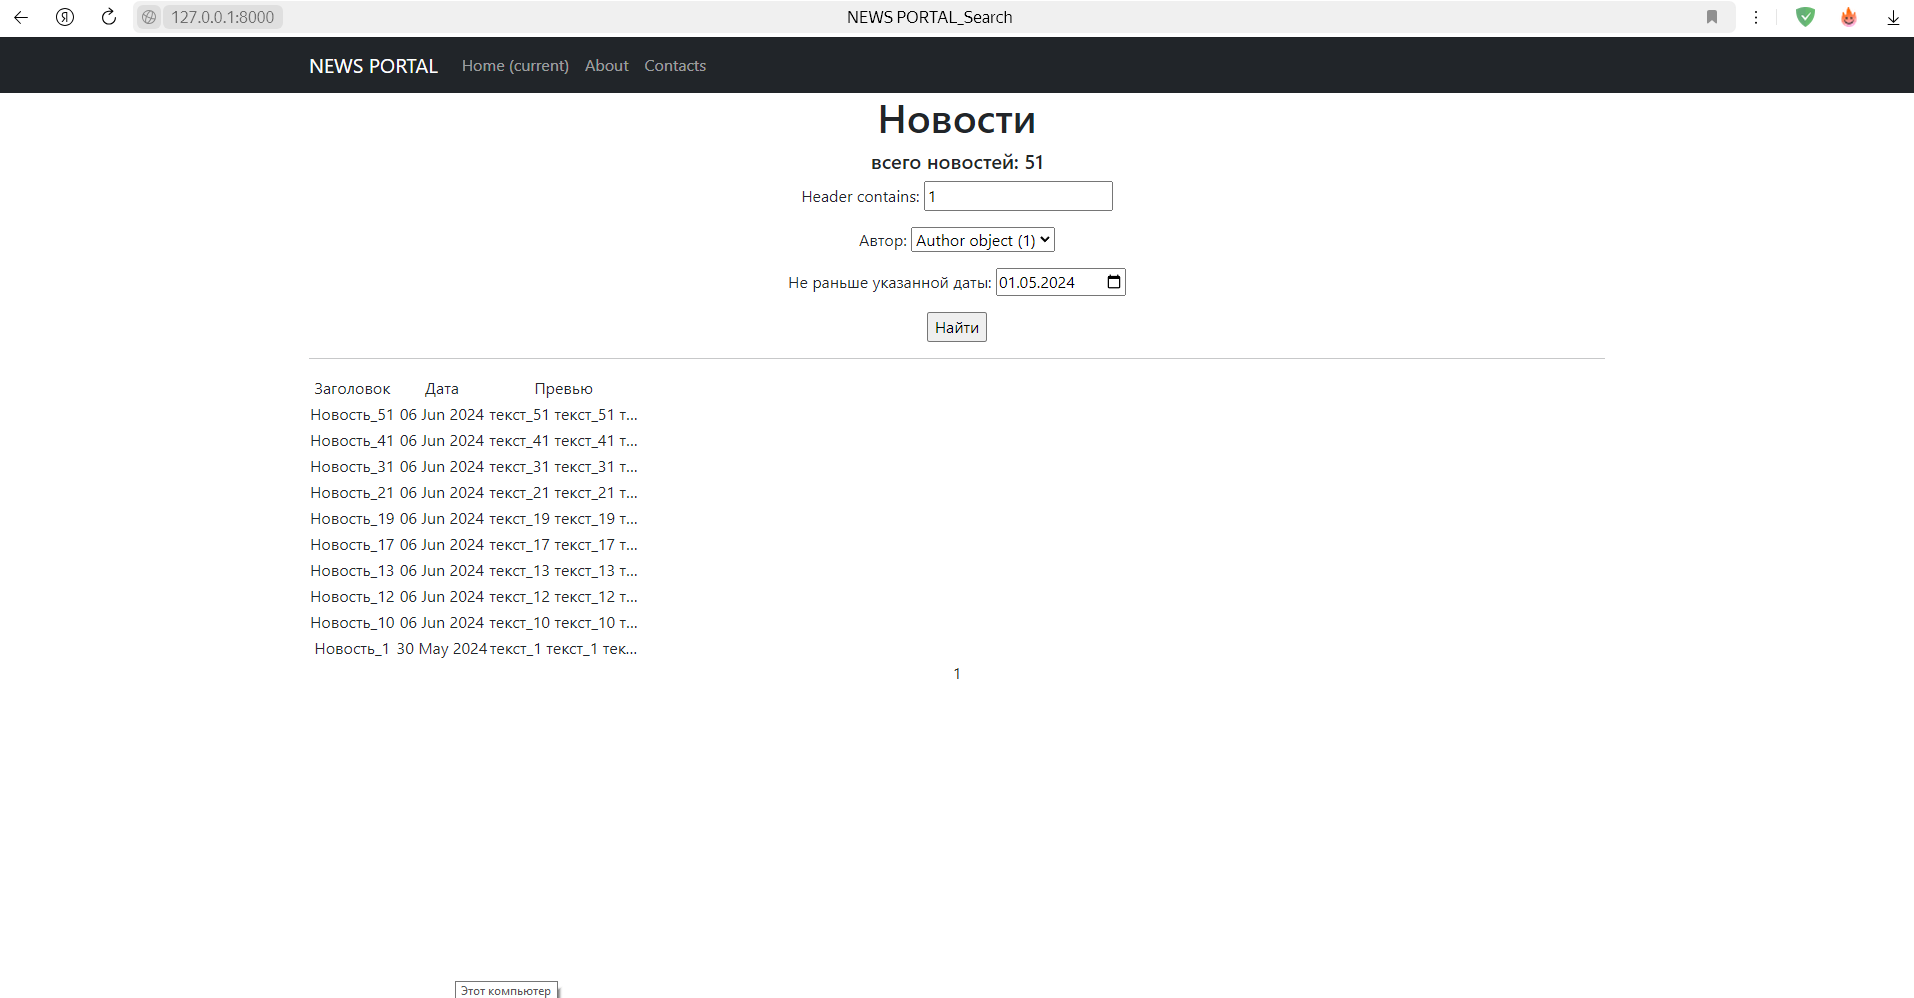 127.0.0.1:8000 NEWS PORTAL_Search
NEWS PORTAL Home (current) About Contacts
Новости
всего новостей: 51
Header contains: 1
Автор: Author object (1)
Не раньше указанной даты: 01.05.2024
Найти
Заголовок Дата Превью
Новость_51 06 Jun 2024 текст_51 текст_51 т...
Новость_41 06 Jun 2024 текст_41 текст_41 т...
Новость_31 06 Jun 2024 текст_31 текст_31 т...
Новость_21 06 Jun 2024 текст_21 текст_21 т...
Новость_19 06 Jun 2024 текст_19 текст_19 т...
Новость_17 06 Jun 2024 текст_17 текст_17 т...
Новость_13 06 Jun 2024 текст_13 текст_13 т...
Новость_12 06 Jun 2024 текст_12 текст_12 т...
Новость_10 06 Jun 2024 текст_10 текст_10 т...
Новость_1 30 May 2024 текст_1 текст_1 тек...
1
Этот компьютер